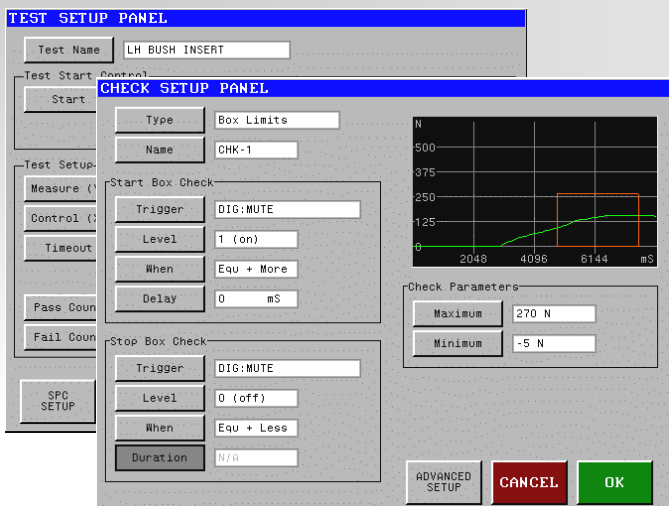 TEST SETUP PANEL
Test Name LH BUSH INSERT
Test Start Control
Start
Test Setup
Measure (
Control (
Timeout
Pass Coun
Fail Coun
SPC
SETUP
CHECK SETUP PANEL
Type Box Limits
Name CHK-1
Start Box Check
Trigger DIG:MUTE
Level 1 (on)
When Equ + More
Delay 0 mS
Stop Box Check
Trigger DIG:MUTE
Level 0 (off)
When Equ + Less
Duration N/A
N
500
375
250
125
0
2048 4096 6144 mS
Check Parameters
Maximum 270 N
Minimum -5 N
ADVANCED
SETUP
CANCEL
OK